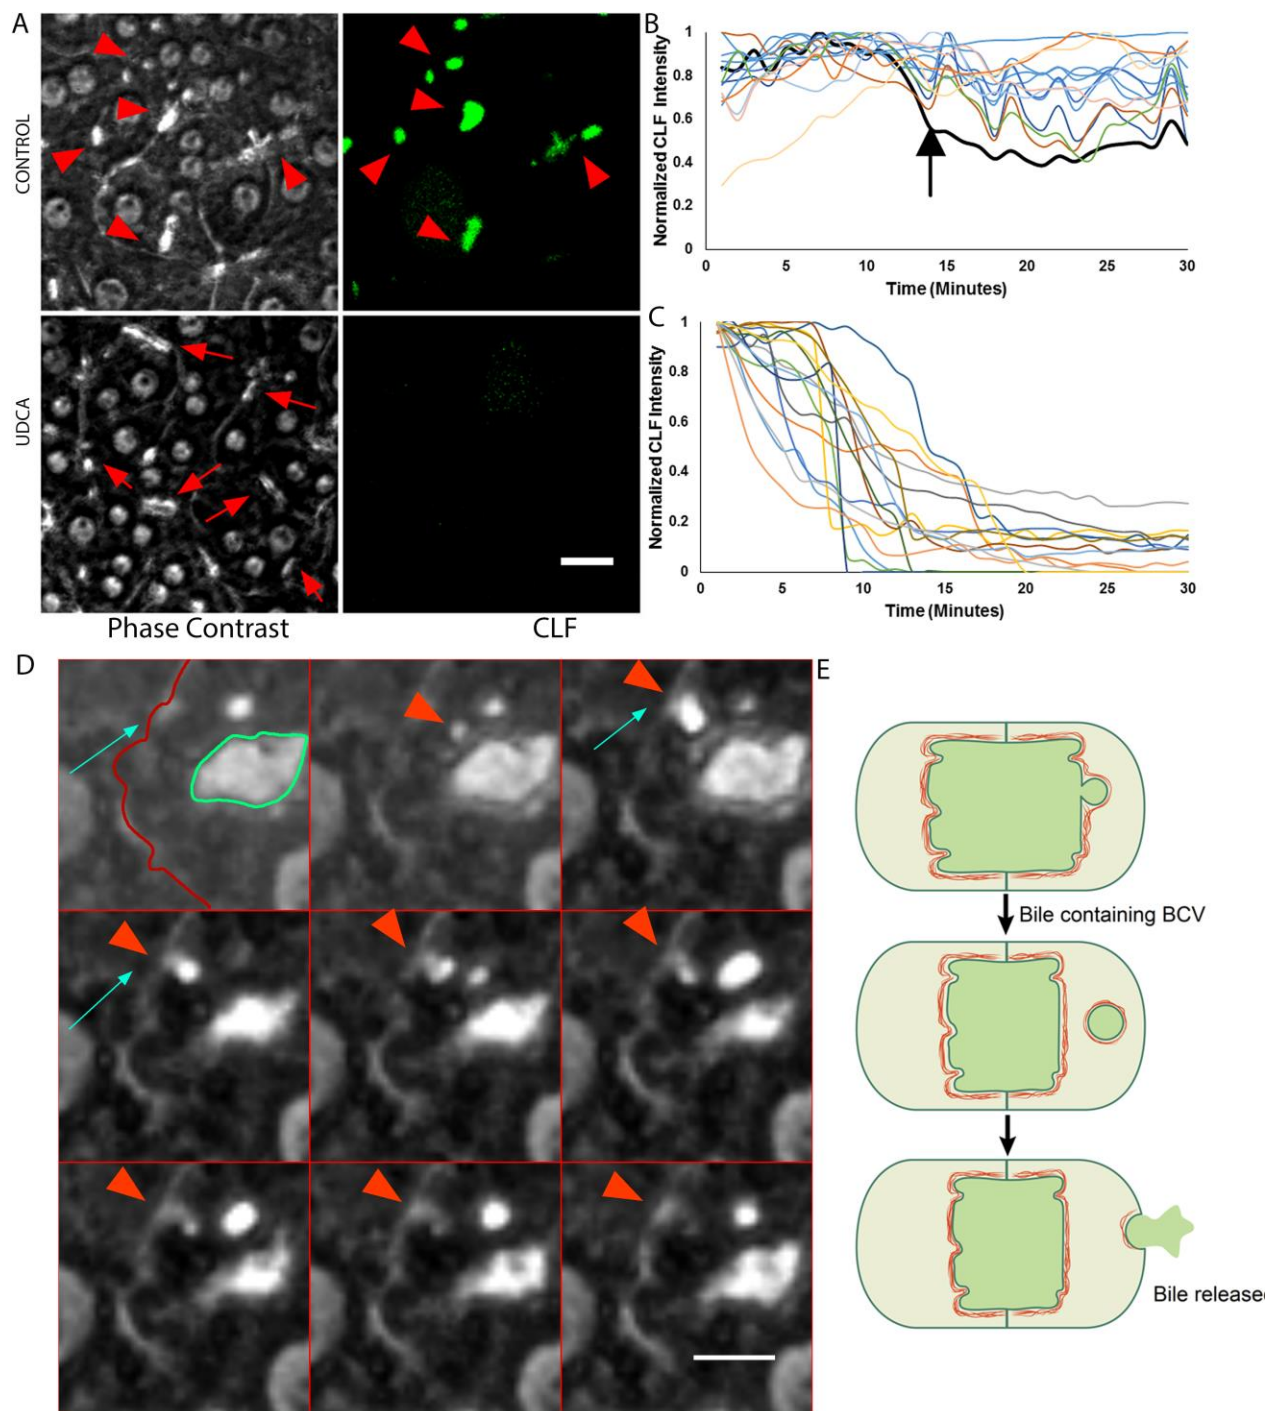 A
CONTROL
UDCA
Phase Contrast
CLF
B
Normalized CLF Intensity
1
0.8
0.6
0.4
0.2
0
0 5 10 15 20 25 30
Time (Minutes)
C
Normalized CLF Intensity
1
0.8
0.6
0.4
0.2
0
0 5 10 15 20 25 30
Time (Minutes)
D
E
Bile containing BCV
Bile release